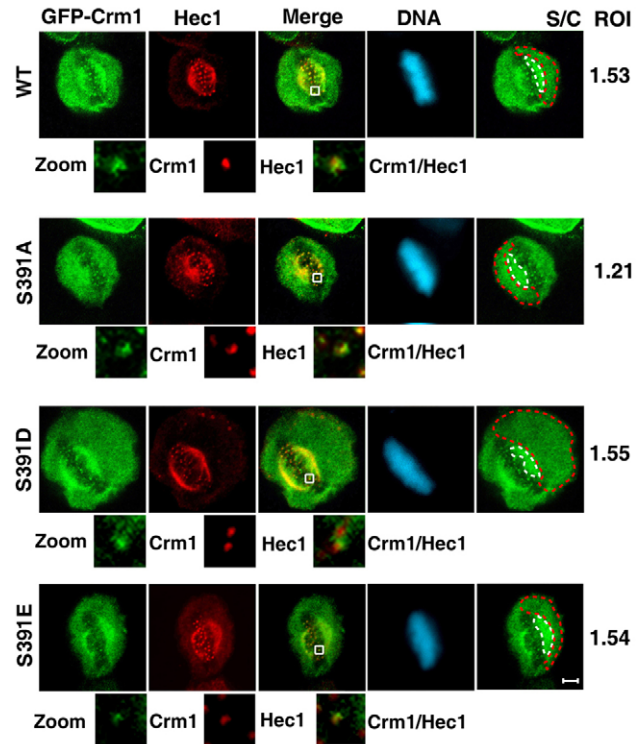 GFP-Crm1 Hec1 Merge DNA S/C ROI
WT 1.53
Zoom Crm1 Hec1 Crm1/Hec1
S391A 1.21
Zoom Crm1 Hec1 Crm1/Hec1
S391D 1.55
Zoom Crm1 Hec1 Crm1/Hec1
S391E 1.54
Zoom Crm1 Hec1 Crm1/Hec1